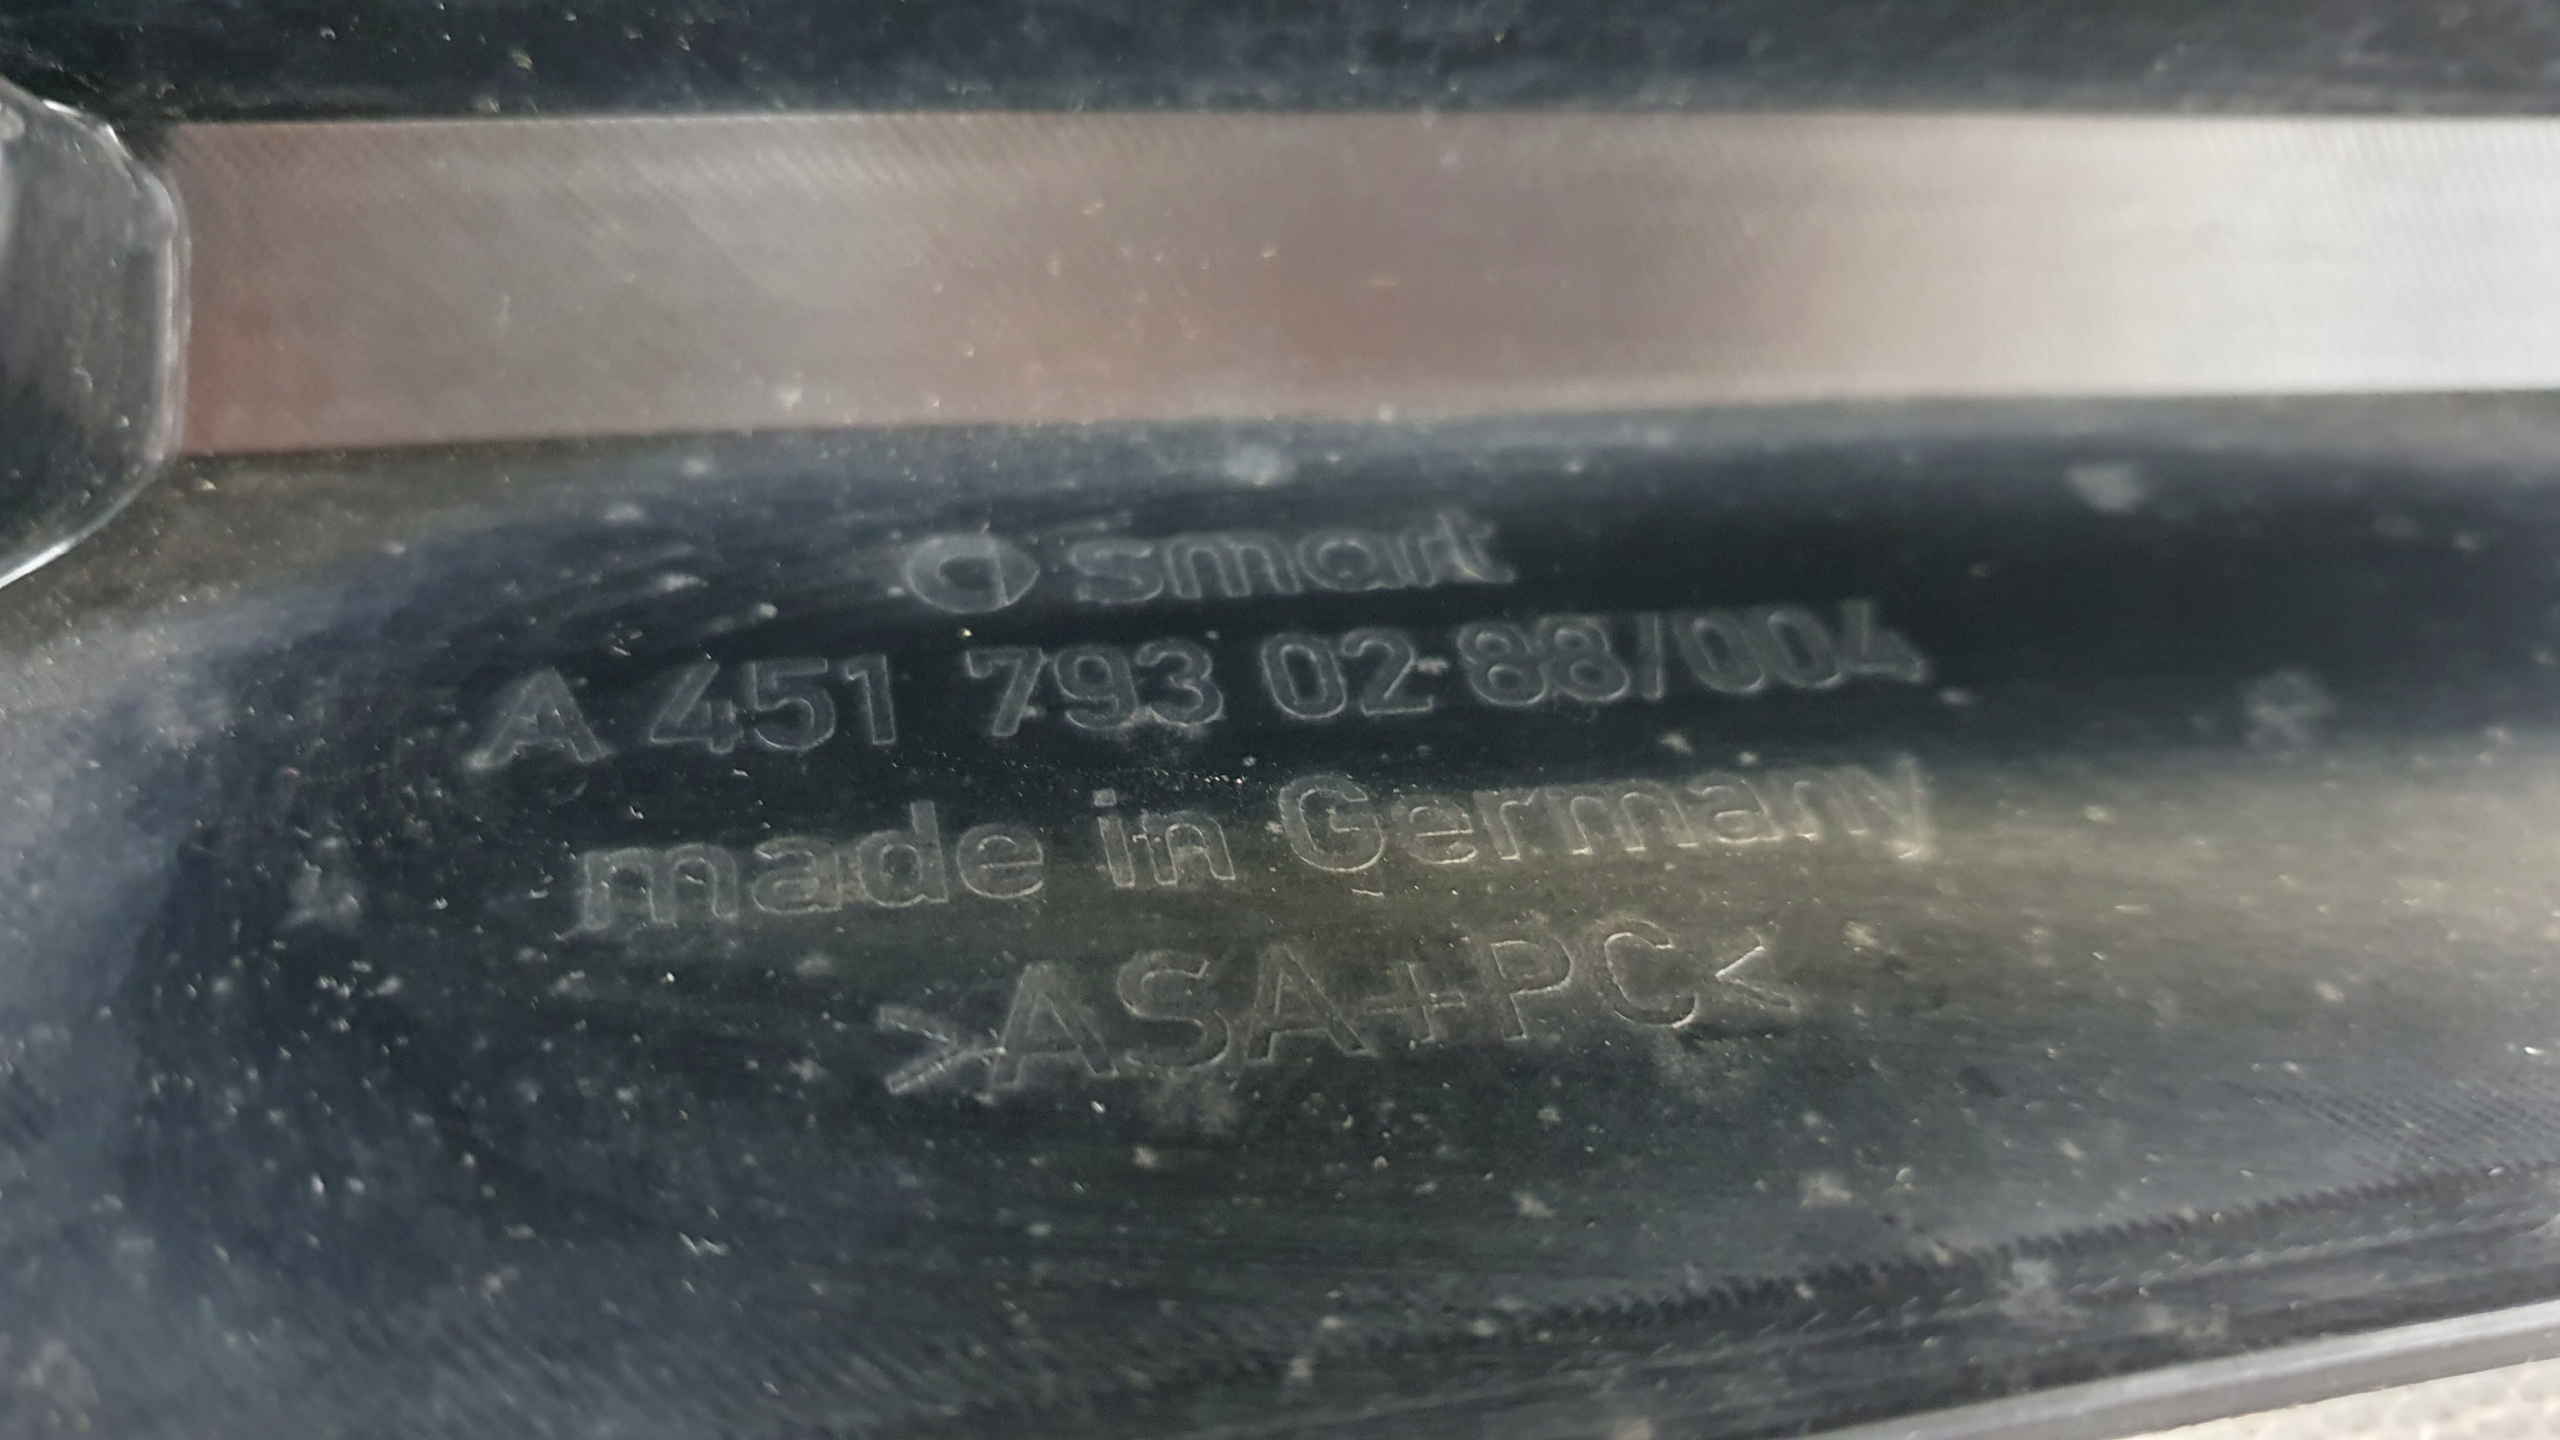 smart
A 451 793 02 88/004
made in Germany
>ASA+PC<